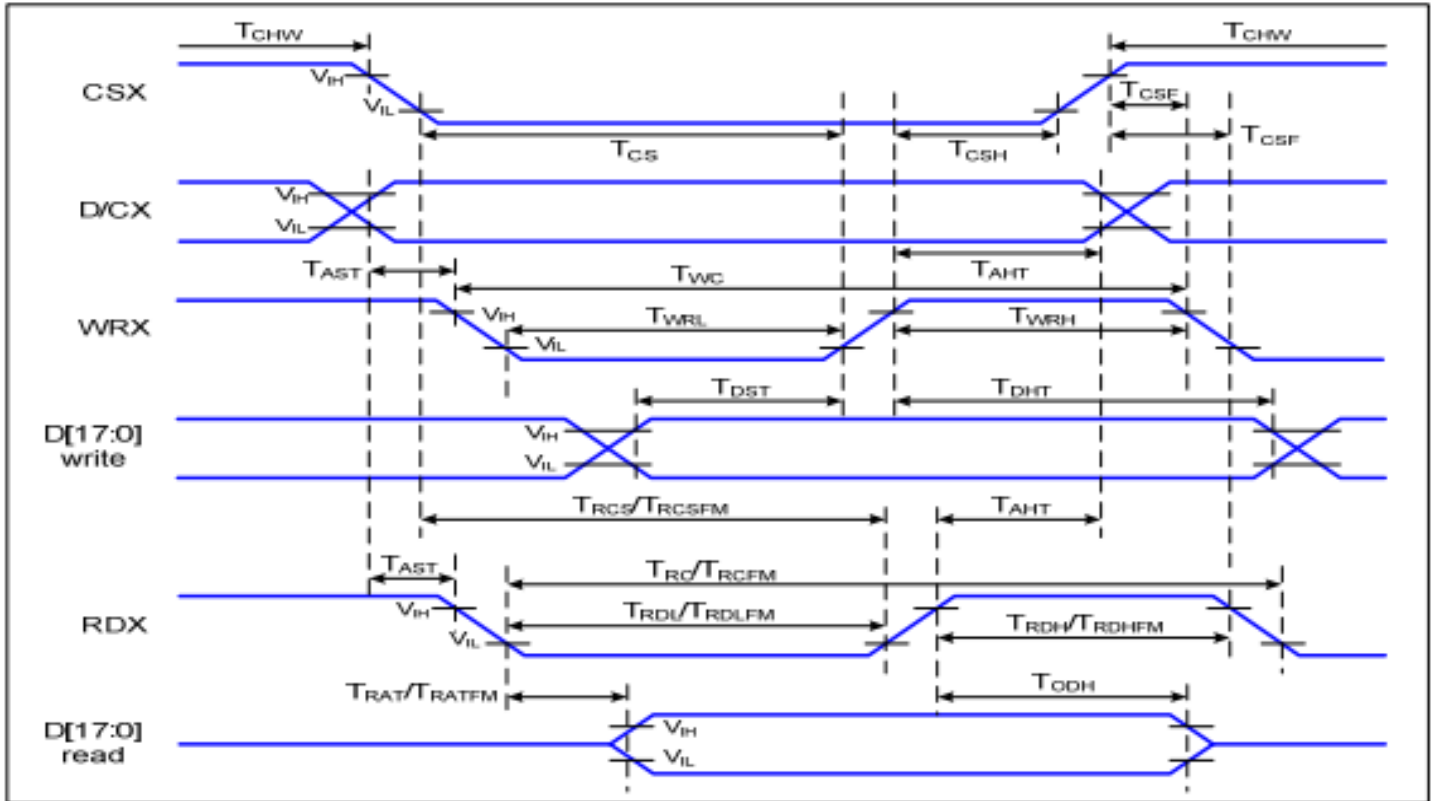 TCHW
TCHW
CSX
VIH
VIL
TCSF
TCSF
TCS
TCSH
D/CX
VIH
VIL
TAST
TWC
TAHT
WRX
VIH
VIL
TWRL
TWRH
TDST
TDHT
D[17:0]
write
VIH
VIL
TRCS/TRCSFM
TAHT
TAST
TRC/TRCFM
RDX
VIH
VIL
TRDL/TRDLFM
TRDH/TRDHFM
TRAT/TRATFM
TODH
D[17:0]
read
VIH
VIL